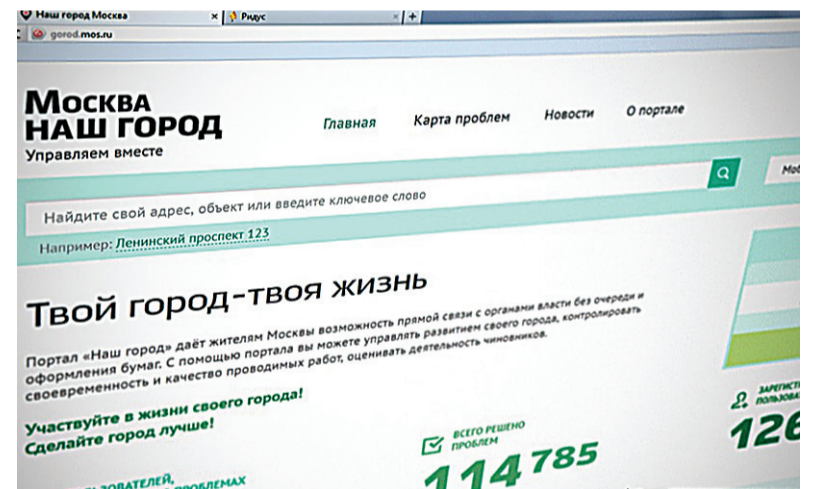 Наш город Москва
Ридус
gorod.mos.ru
Москва
НАШ ГОРОД
Управляем вместе
Главная Карта проблем Новости О портале
Найдите свой адрес, объект или введите ключевое слово
Например: Ленинский проспект 123
Твой город-твоя жизнь
Портал «Наш город» даёт жителям Москвы возможность прямой связи с органами власти без очереди и
оформления бумаг. С помощью портала вы можете управлять развитием своего города, контролировать
своевременность и качество проводимых работ, оценивать деятельность чиновников.
Участвуйте в жизни своего города!
Сделайте город лучше!
ВСЕГО РЕШЕНО
ПРОБЛЕМ
114 785
126